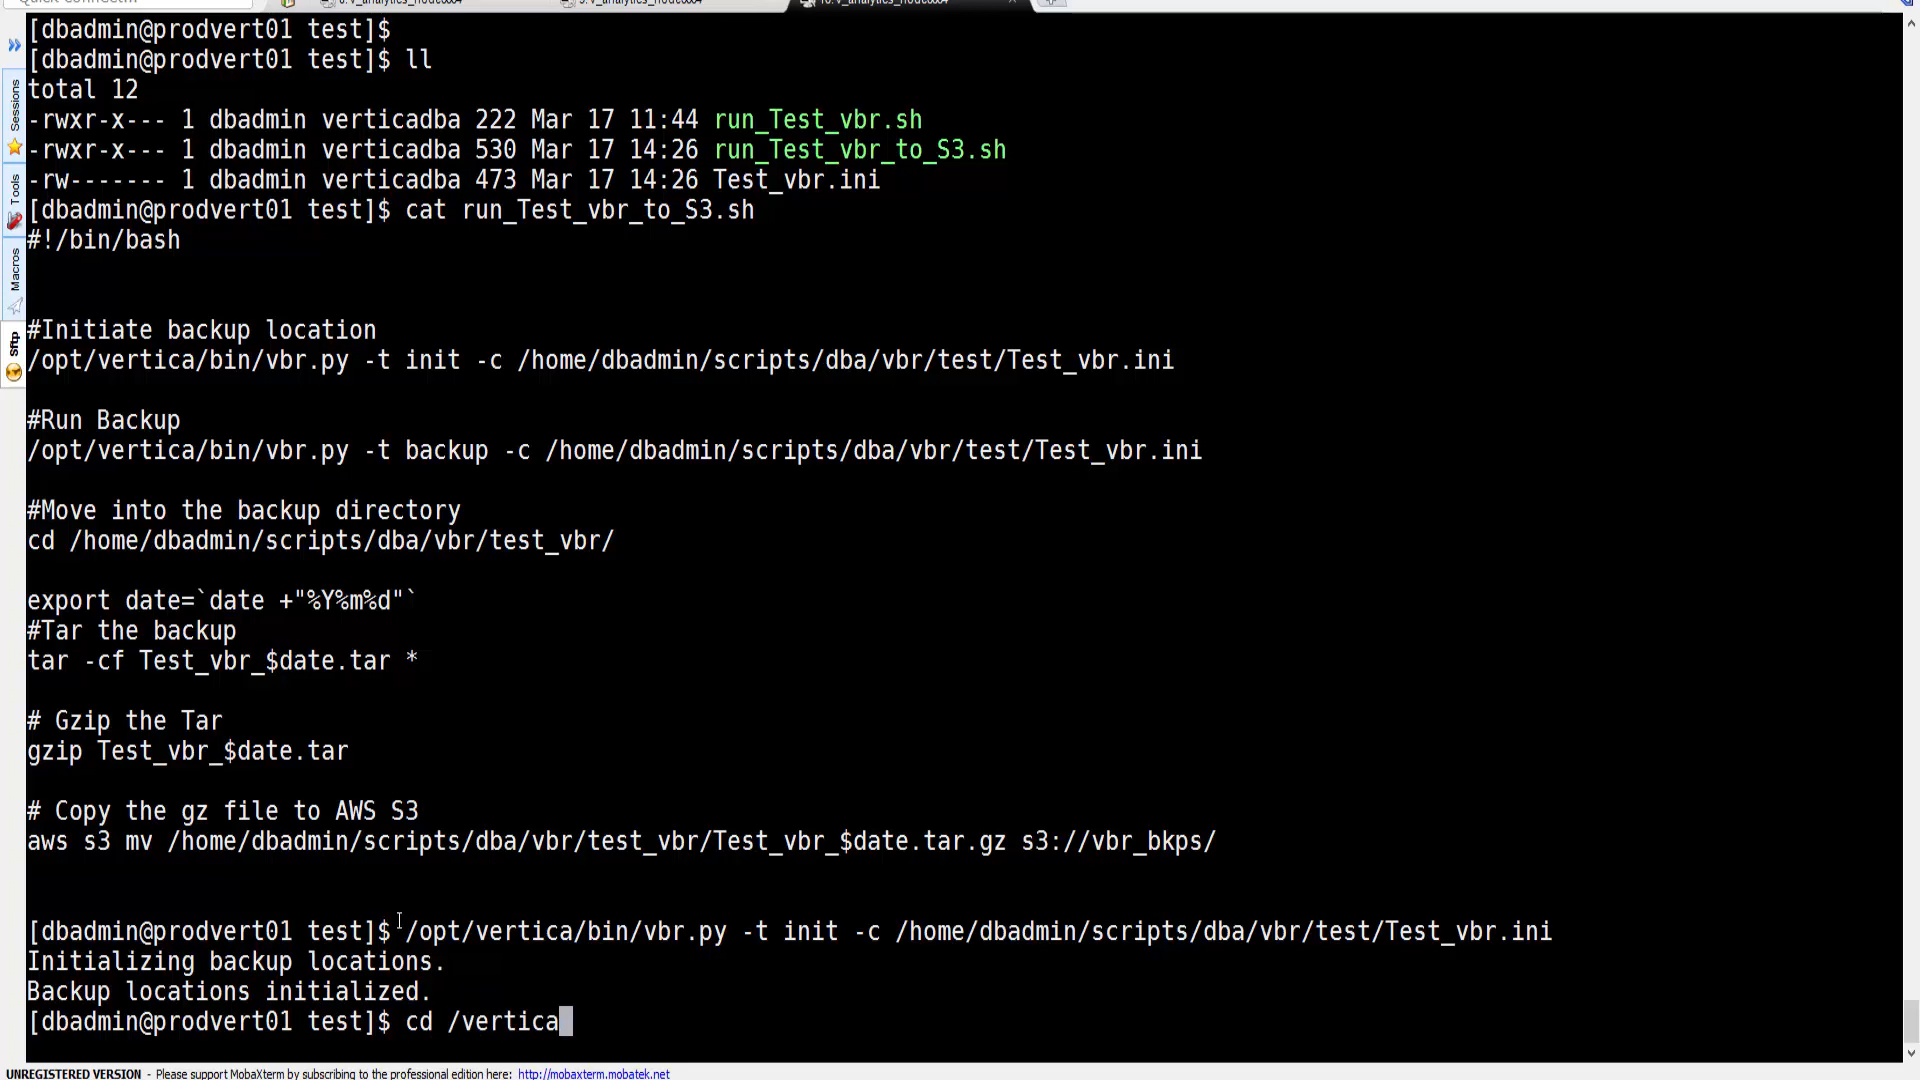 [dbadmin@prodvert01 test]$
[dbadmin@prodvert01 test]$ ll
total 12
-rwxr-x--- 1 dbadmin verticadba 222 Mar 17 11:44 run_Test_vbr.sh
-rwxr-x--- 1 dbadmin verticadba 530 Mar 17 14:26 run_Test_vbr_to_S3.sh
-rw------- 1 dbadmin verticadba 473 Mar 17 14:26 Test_vbr.ini
[dbadmin@prodvert01 test]$ cat run_Test_vbr_to_S3.sh
#!/bin/bash
#Initiate backup location
/opt/vertica/bin/vbr.py -t init -c /home/dbadmin/scripts/dba/vbr/test/Test_vbr.ini
#Run Backup
/opt/vertica/bin/vbr.py -t backup -c /home/dbadmin/scripts/dba/vbr/test/Test_vbr.ini
#Move into the backup directory
cd /home/dbadmin/scripts/dba/vbr/test_vbr/
export date=`date +"%Y%m%d"`
#Tar the backup
tar -cf Test_vbr_$date.tar *
# Gzip the Tar
gzip Test_vbr_$date.tar
# Copy the gz file to AWS S3
aws s3 mv /home/dbadmin/scripts/dba/vbr/test_vbr/Test_vbr_$date.tar.gz s3://vbr_bkps/
[dbadmin@prodvert01 test]$ /opt/vertica/bin/vbr.py -t init -c /home/dbadmin/scripts/dba/vbr/test/Test_vbr.ini
Initializing backup locations.
Backup locations initialized.
[dbadmin@prodvert01 test]$ cd /vertica
Sessions
Tools
Macros
Sftp
UNREGISTERED VERSION - Please support MobaXterm by subscribing to the professional edition here: http://mobaxterm.mobatek.net